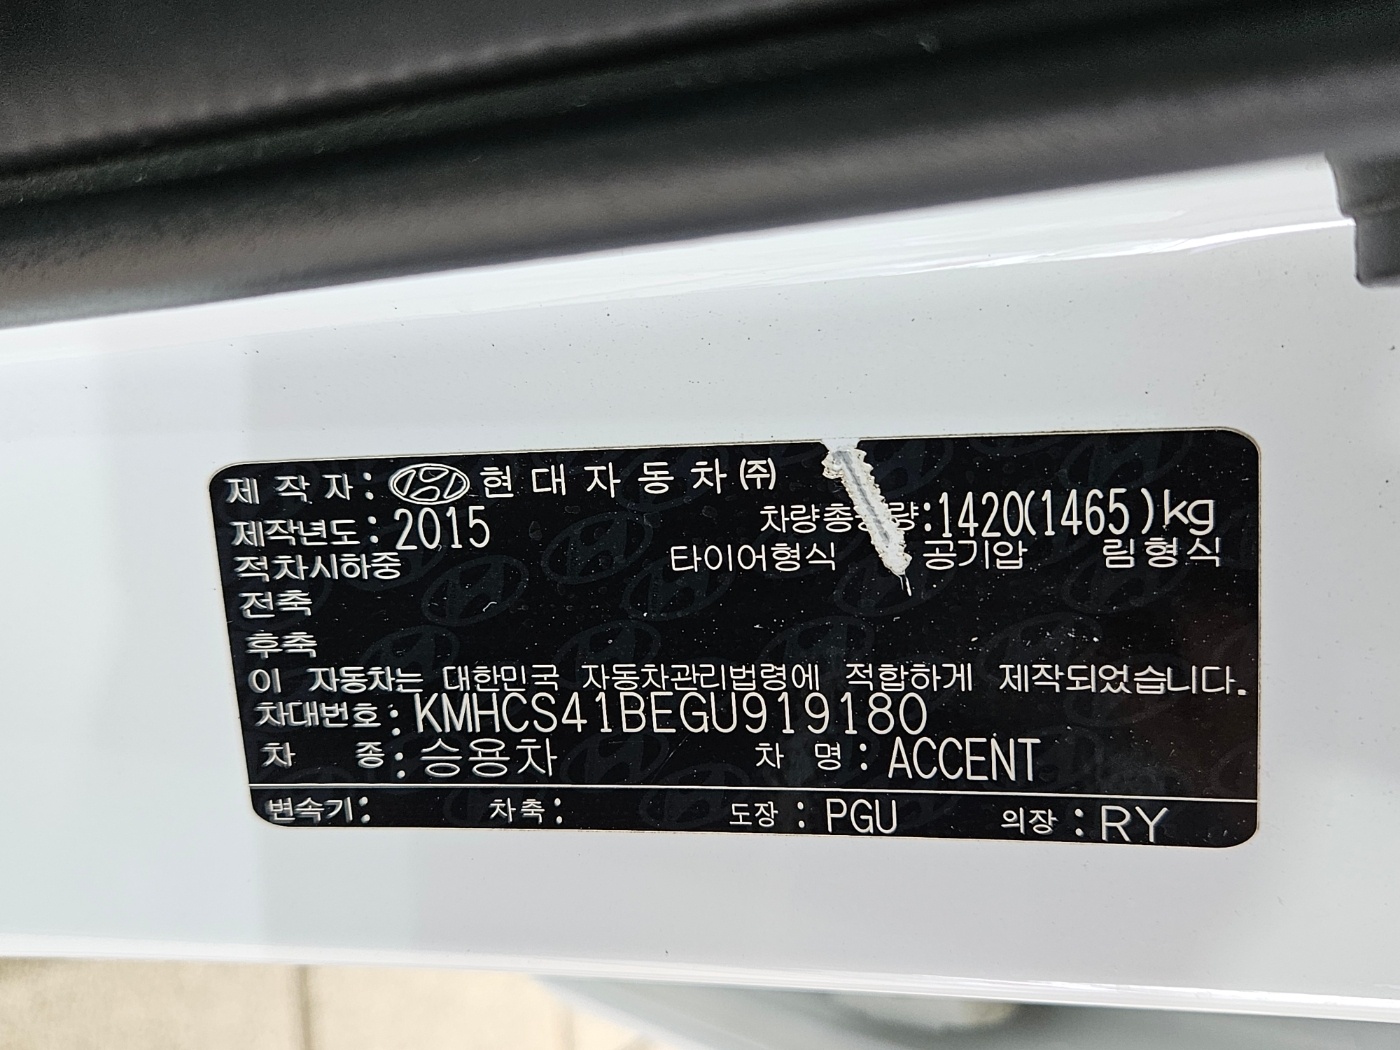 제 작 자 : 현 대 자 동 차 ㈜
제작년도 : 2015 차량총중량 : 1420(1465)kg
적차시하중 타이어형식 공기압 림형식
전축
후축
이 자동차는 대한민국 자동차관리법령에 적합하게 제작되었습니다.
차대번호 : KMHCS41BEGU919180
차 종 : 승용차 차 명 : ACCENT
변속기 : 차축 : 도장 : PGU 의장 : RY